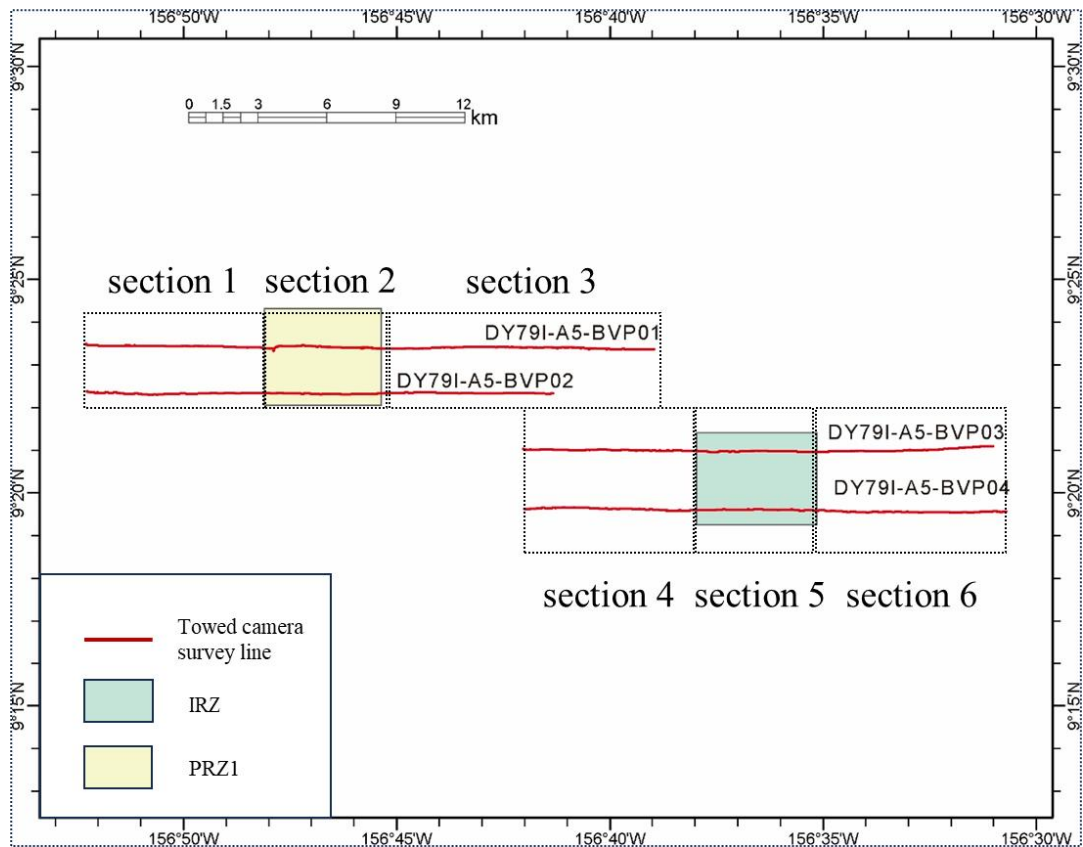 156°50'W 156°45'W 156°40'W 156°35'W 156°30'W
9°30'N 9°30'N
0 1.5 3 6 9 12
km
9°25'N 9°25'N
section 1 section 2 section 3
DY79I-A5-BVP01
DY79I-A5-BVP02
DY79I-A5-BVP03
DY79I-A5-BVP04
9°20'N 9°20'N
section 4 section 5 section 6
Towed camera
survey line
IRZ
PRZ1
9°15'N 9°15'N
156°50'W 156°45'W 156°40'W 156°35'W 156°30'W